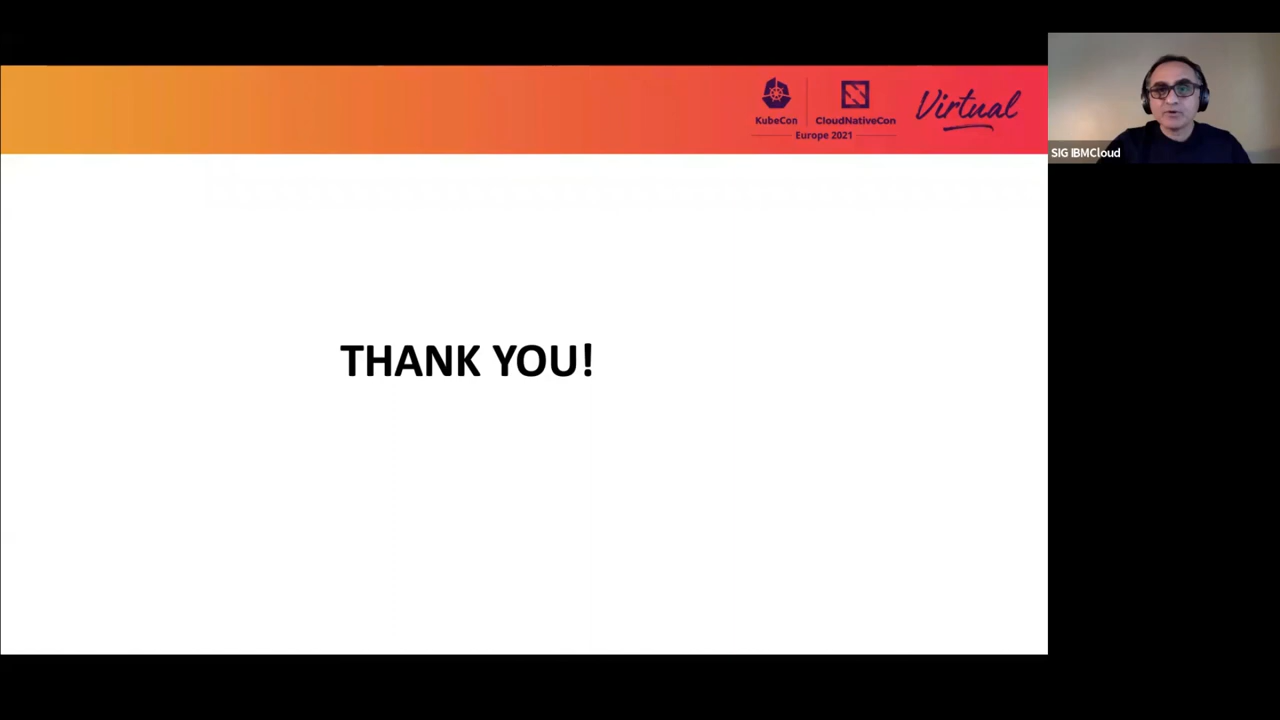 KubeCon
CloudNativeCon
Europe 2021
Virtual
SIG IBMCloud
THANK YOU!